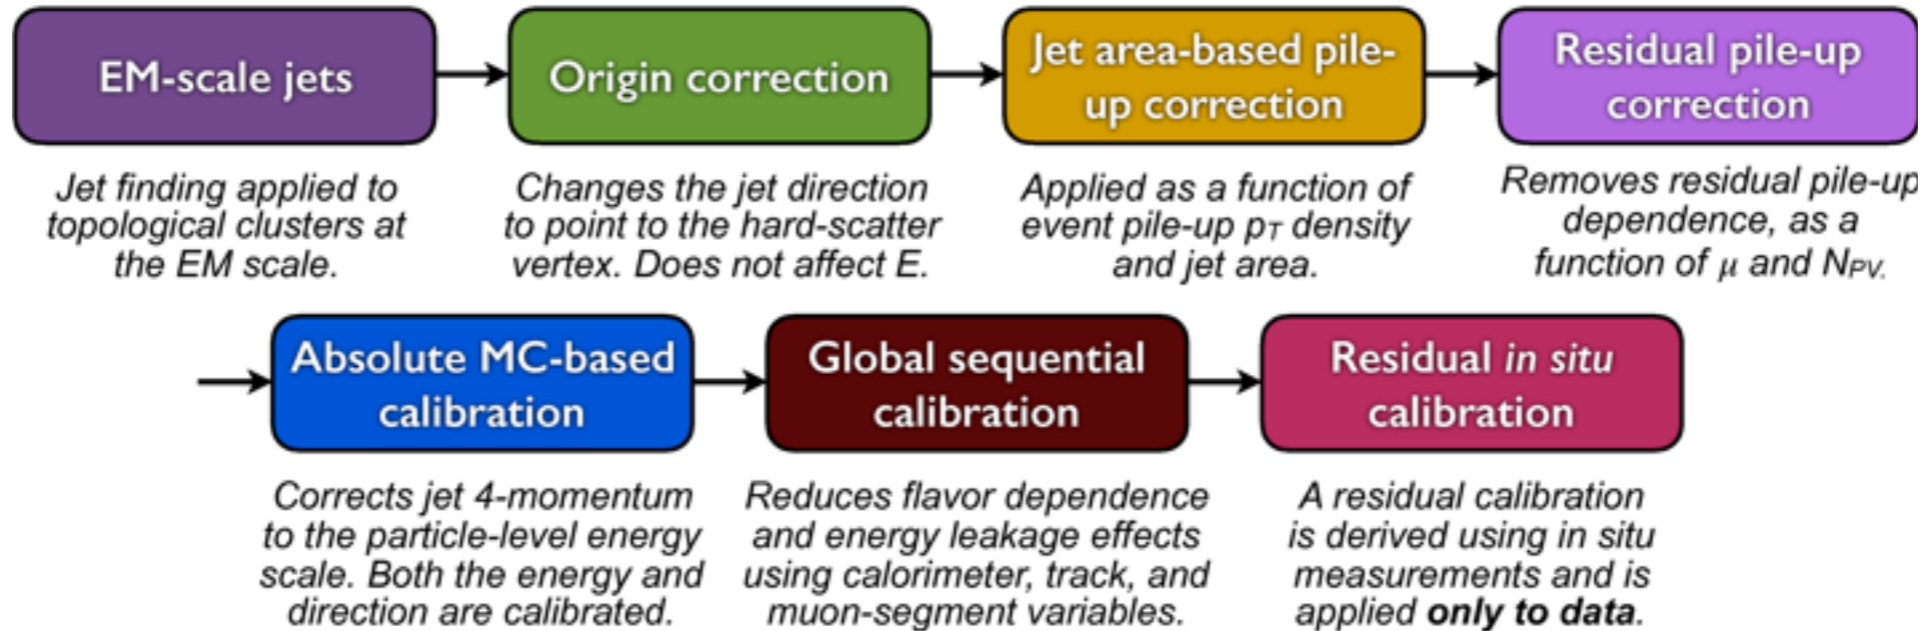 EM-scale jets
Origin correction
Jet area-based pile-
up correction
Residual pile-up
correction
Jet finding applied to
topological clusters at
the EM scale.
Changes the jet direction
to point to the hard-scatter
vertex. Does not affect E.
Applied as a function of
event pile-up pT density
and jet area.
Removes residual pile-up
dependence, as a
function of μ and NPV.
Absolute MC-based
calibration
Global sequential
calibration
Residual in situ
calibration
Corrects jet 4-momentum
to the particle-level energy
scale. Both the energy and
direction are calibrated.
Reduces flavor dependence
and energy leakage effects
using calorimeter, track, and
muon-segment variables.
A residual calibration
is derived using in situ
measurements and is
applied only to data.